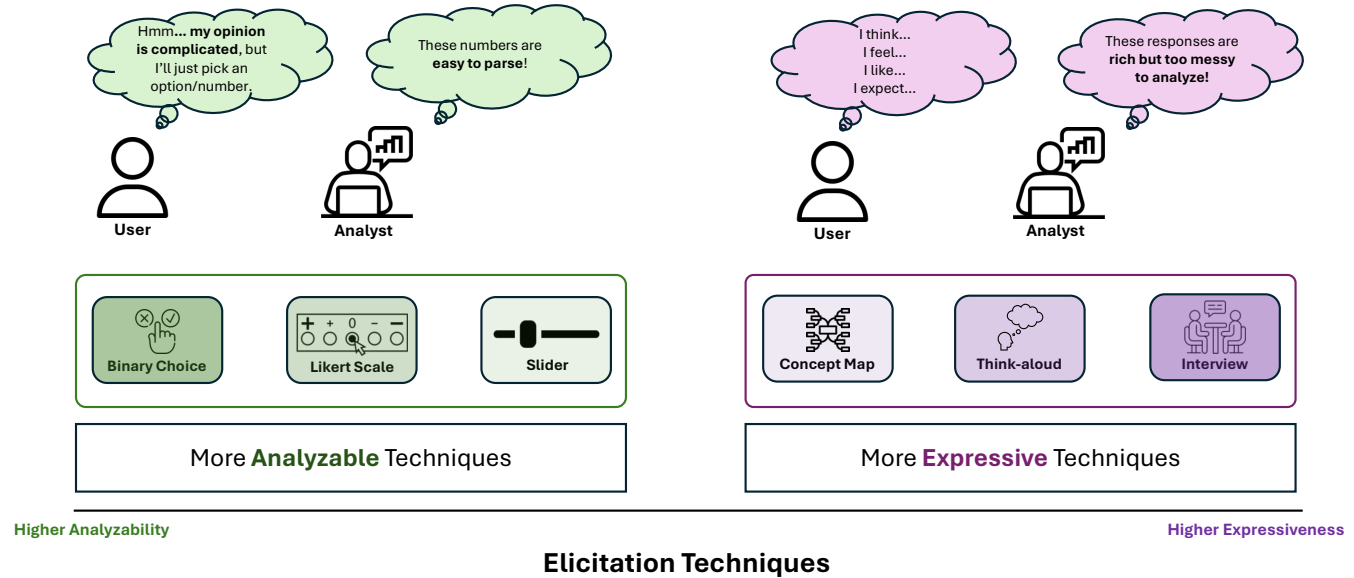 Hmm... my opinion
is complicated, but
I'll just pick an
option/number.
These numbers are
easy to parse!
I think...
I feel...
I like...
I expect...
These responses are
rich but too messy
to analyze!
User
Analyst
User
Analyst
+ + 0 − −
Binary Choice
Likert Scale
Slider
Concept Map
Think-aloud
Interview
More Analyzable Techniques
More Expressive Techniques
Higher Analyzability
Higher Expressiveness
Elicitation Techniques